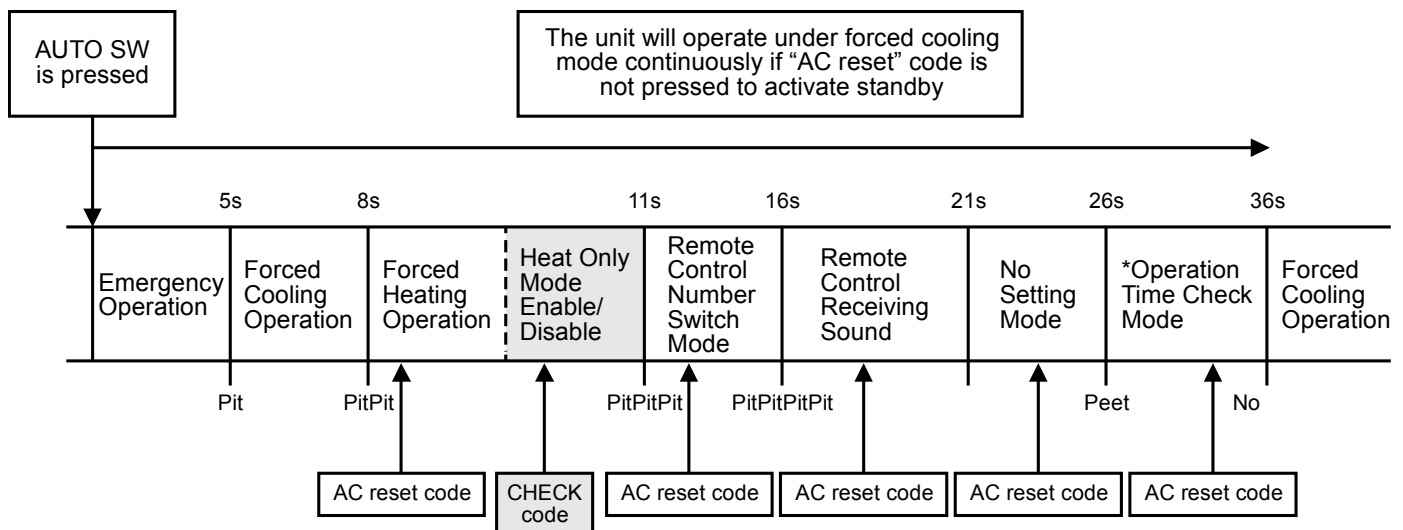 AUTO SW
is pressed
The unit will operate under forced cooling
mode continuously if “AC reset” code is
not pressed to activate standby
5s
8s
11s
16s
21s
26s
36s
Emergency
Operation
Forced
Cooling
Operation
Forced
Heating
Operation
Heat Only
Mode
Enable/
Disable
Remote
Control
Number
Switch
Mode
Remote
Control
Receiving
Sound
No
Setting
Mode
*Operation
Time Check
Mode
Forced
Cooling
Operation
Pit
PitPit
PitPitPit
PitPitPitPit
Peet
No
AC reset code
CHECK
code
AC reset code
AC reset code
AC reset code
AC reset code